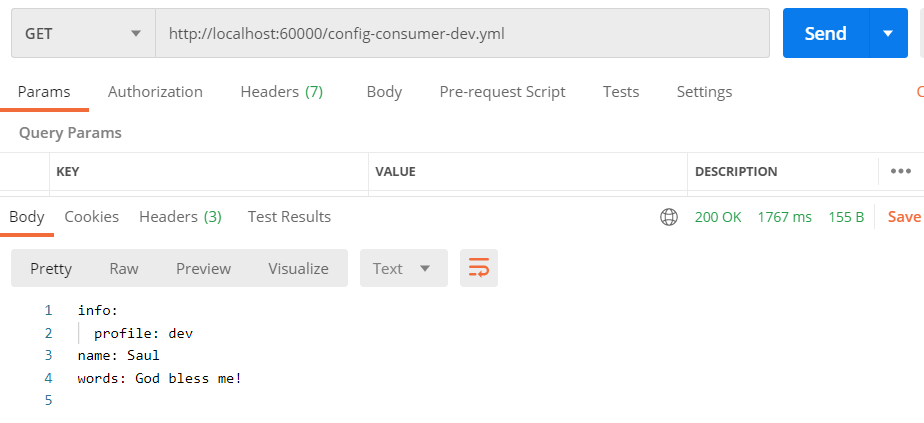 GET http://localhost:60000/config-consumer-dev.yml Send
Params Authorization Headers (7) Body Pre-request Script Tests Settings C
Query Params
KEY VALUE DESCRIPTION •••
Body Cookies Headers (3) Test Results 200 OK 1767 ms 155 B Save
Pretty Raw Preview Visualize Text
1 info:
2 profile: dev
3 name: Saul
4 words: God bless me!
5